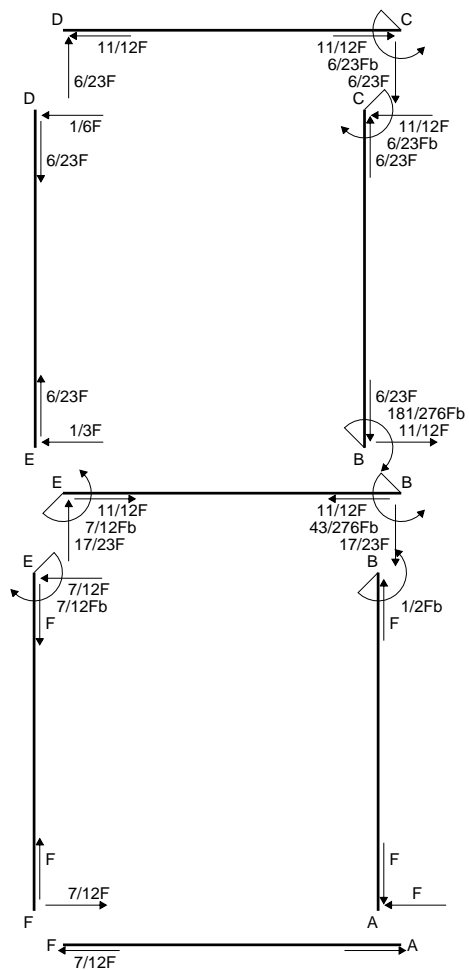 D C
11/12F 11/12F
6/23Fb
6/23F 6/23F
D C
1/6F 11/12F
6/23Fb
6/23F 6/23F
6/23F 6/23F
181/276Fb
1/3F 11/12F
E B
E B
11/12F 11/12F
7/12Fb 43/276Fb
17/23F 17/23F
E B
7/12F
7/12Fb 1/2Fb
F F
F F
7/12F F
F A
F A
7/12F